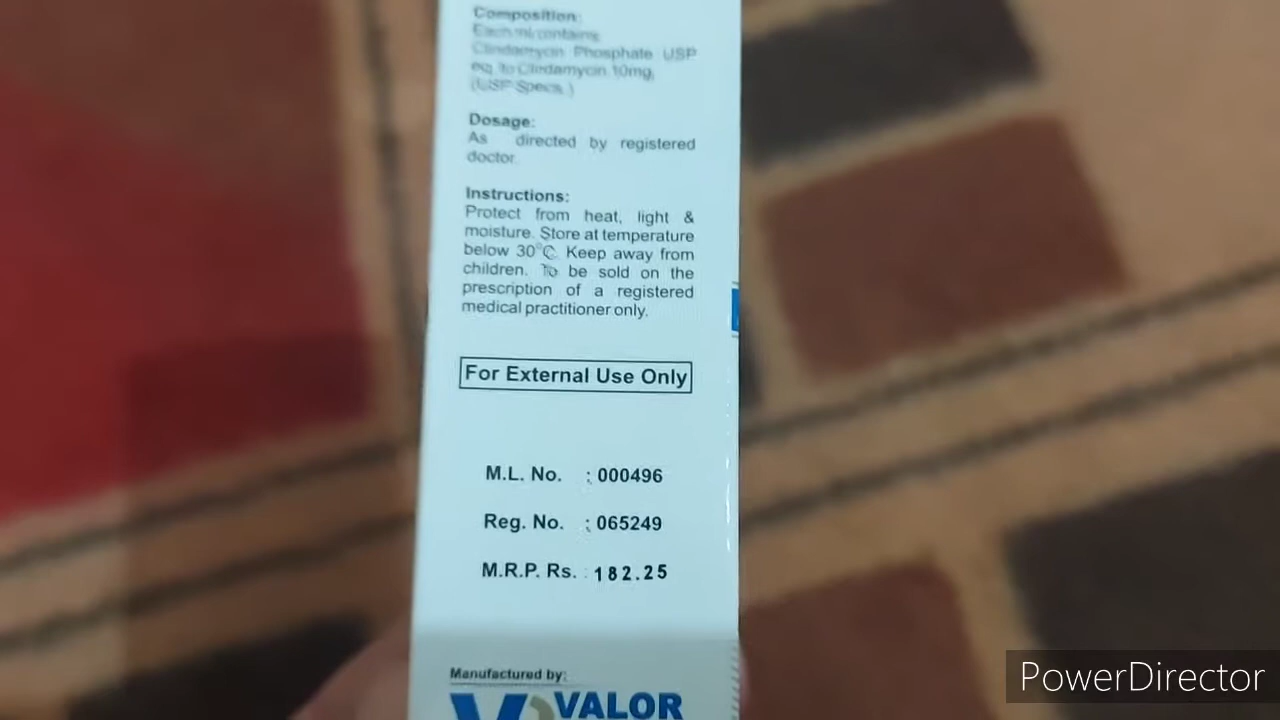 Composition:
Each ml contains
Clindamycin Phosphate USP
eq. to Clindamycin 10mg.
(USP Specs.)
Dosage:
As directed by registered
doctor.
Instructions:
Protect from heat, light &
moisture. Store at temperature
below 30°C. Keep away from
children. To be sold on the
prescription of a registered
medical practitioner only.
For External Use Only
M.L. No. : 000496
Reg. No. : 065249
M.R.P. Rs. : 182.25
Manufactured by:
VALOR
PowerDirector